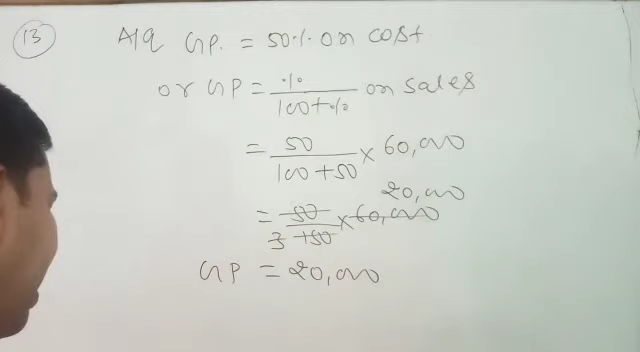 13 A/q GP. = 50% on cost
or GP = %/100+% on sales
= 50/100+50 × 60,000
20,000
= 50/150 × 60,000
3
GP = 20,000